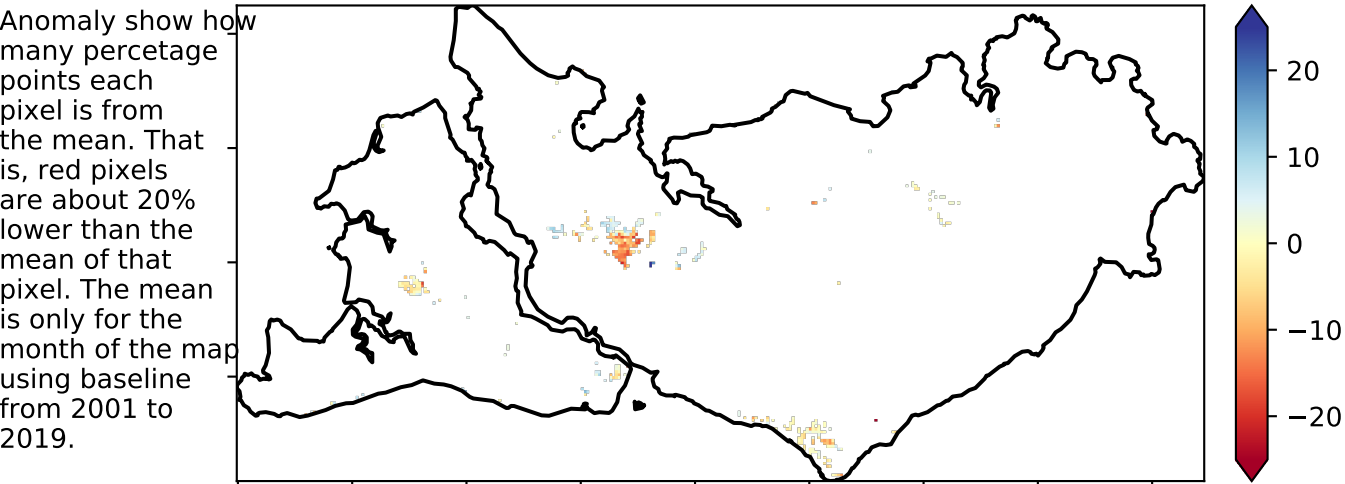 Anomaly show how
many percetage
points each
pixel is from
the mean. That
is, red pixels
are about 20%
lower than the
mean of that
pixel. The mean
is only for the
month of the map
using baseline
from 2001 to
2019.
20
10
0
−10
−20